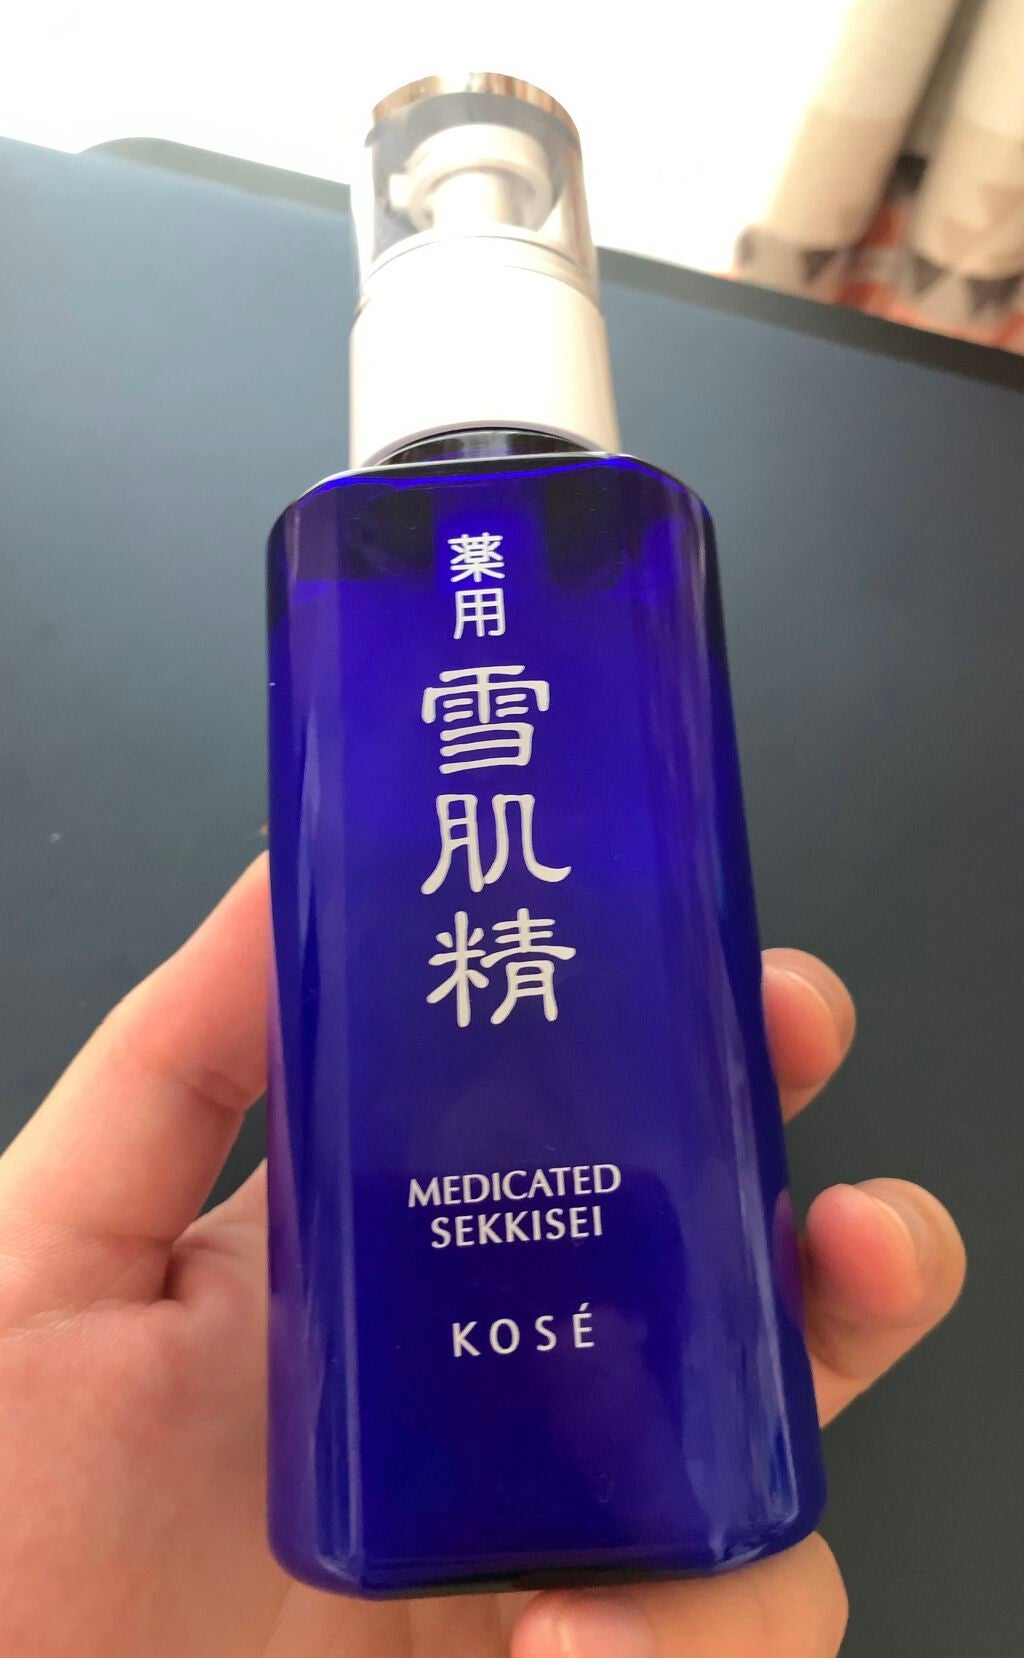 薬用
雪肌精
MEDICATED
SEKKISEI
KOSÉ